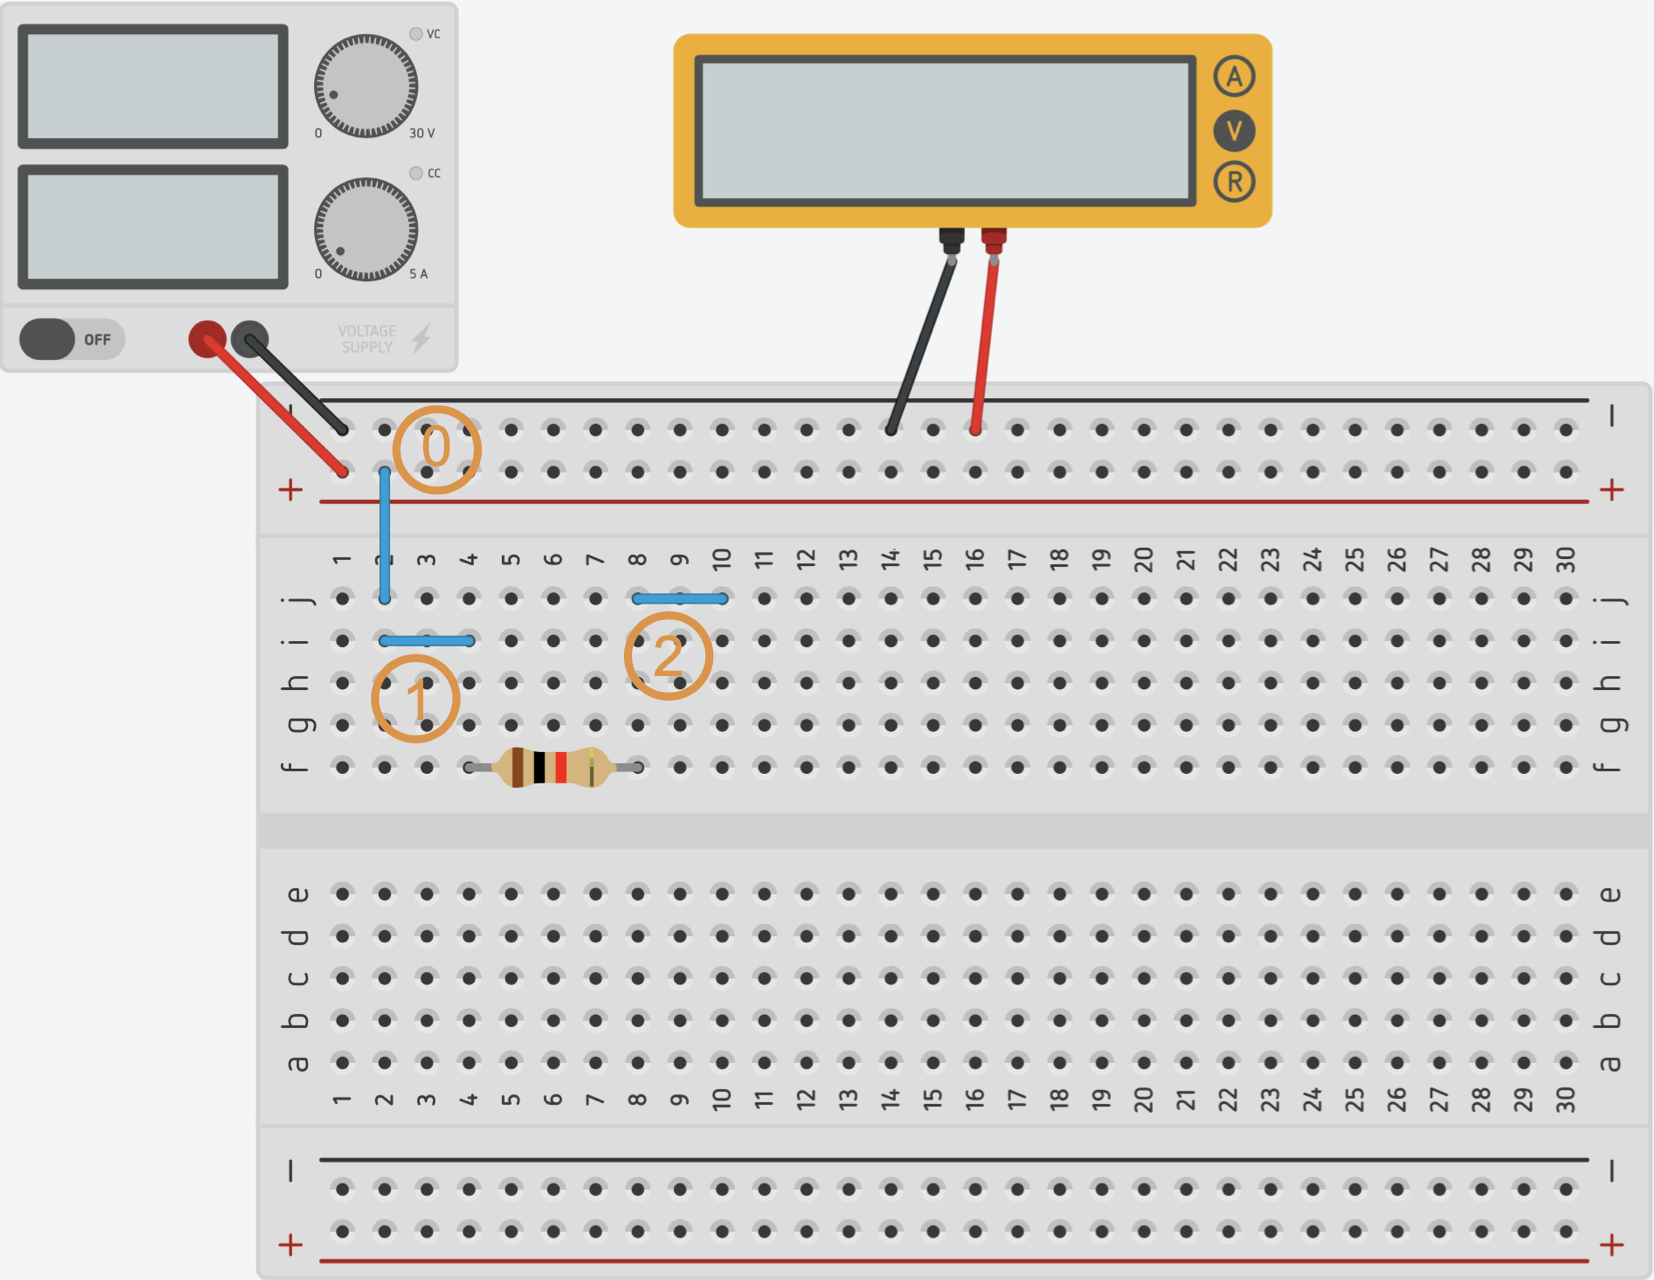 VC
0 30 V
CC
0 5 A
OFF VOLTAGE
SUPPLY
A
V
R
0
− −
+ +
1 2 3 4 5 6 7 8 9 10 11 12 13 14 15 16 17 18 19 20 21 22 23 24 25 26 27 28 29 30
j j
i i
2
h h
1
g g
f f
e e
d d
c c
b b
a a
1 2 3 4 5 6 7 8 9 10 11 12 13 14 15 16 17 18 19 20 21 22 23 24 25 26 27 28 29 30
− −
+ +